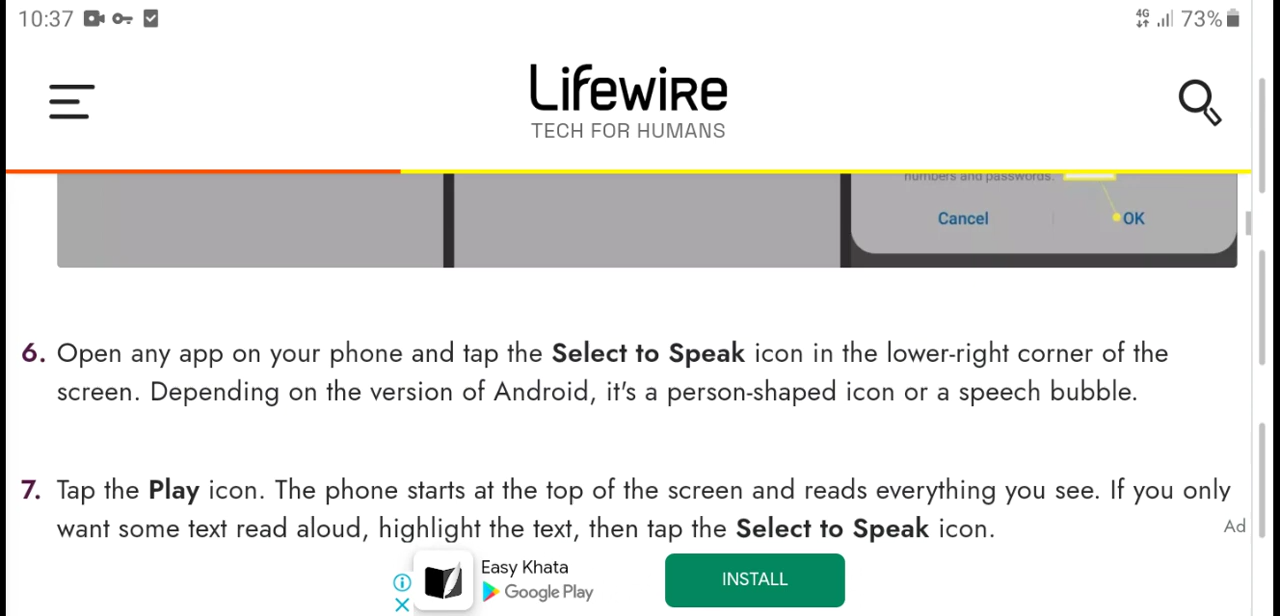 10:37
4G 73%
Lifewire
TECH FOR HUMANS
numbers and passwords.
Cancel OK
6. Open any app on your phone and tap the Select to Speak icon in the lower-right corner of the
screen. Depending on the version of Android, it's a person-shaped icon or a speech bubble.
7. Tap the Play icon. The phone starts at the top of the screen and reads everything you see. If you only
want some text read aloud, highlight the text, then tap the Select to Speak icon.
Ad
Easy Khata
Google Play
INSTALL